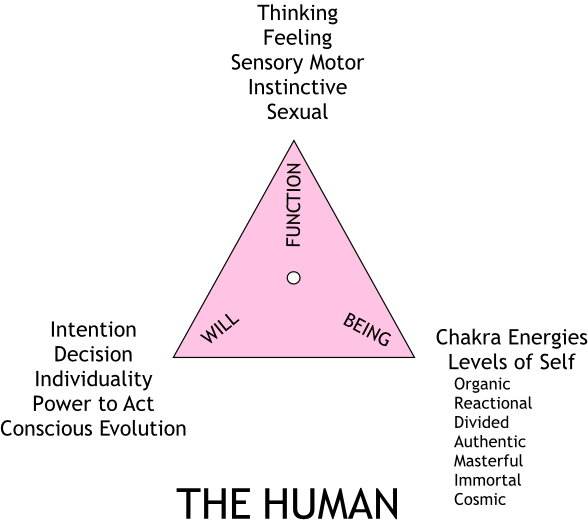 Thinking
Feeling
Sensory Motor
Instinctive
Sexual
FUNCTION
WILL
BEING
Intention
Decision
Individuality
Power to Act
Conscious Evolution
Chakra Energies
Levels of Self
Organic
Reactional
Divided
Authentic
Masterful
Immortal
Cosmic
THE HUMAN